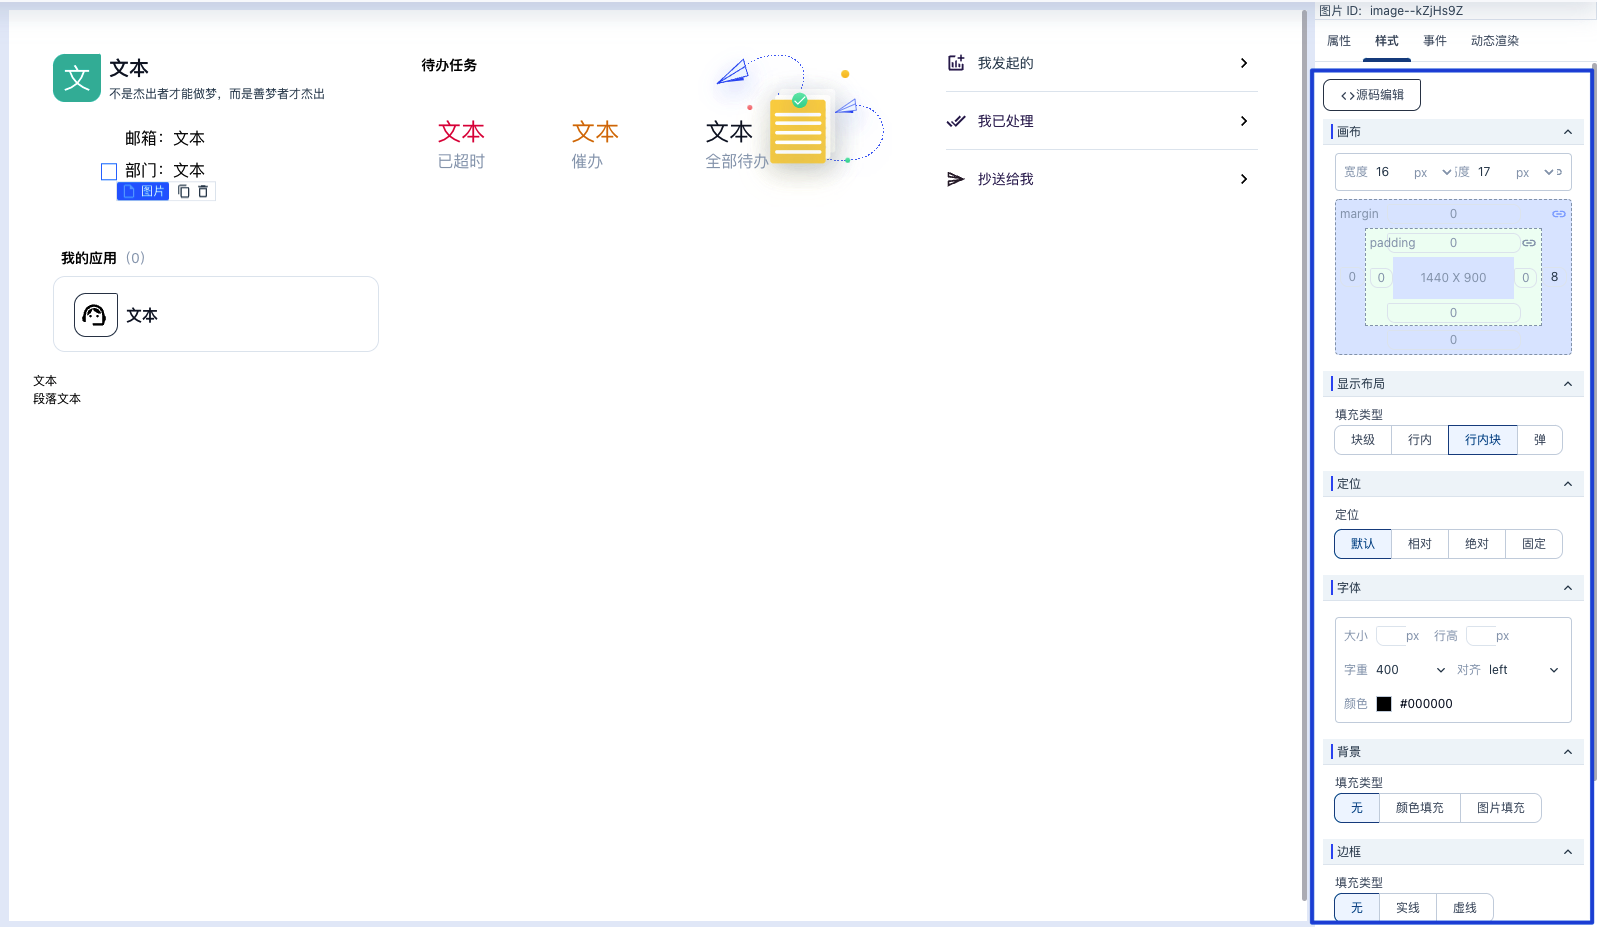 图片 ID: image--kZjHs9Z
属性 样式 事件 动态渲染
文
文本
不是杰出者才能做梦，而是善梦者才杰出
邮箱：文本
部门：文本
图片
待办任务
文本
已超时
文本
催办
文本
全部待办
我发起的
我已处理
抄送给我
我的应用 (0)
文本
文本
段落文本
源码编辑
画布
宽度 16 px 度 17 px
margin 0
padding 0
0 0 1440 X 900 0 8
0
0
显示布局
填充类型
块级 行内 行内块 弹
定位
定位
默认 相对 绝对 固定
字体
大小 px 行高 px
字重 400 对齐 left
颜色 #000000
背景
填充类型
无 颜色填充 图片填充
边框
填充类型
无 实线 虚线